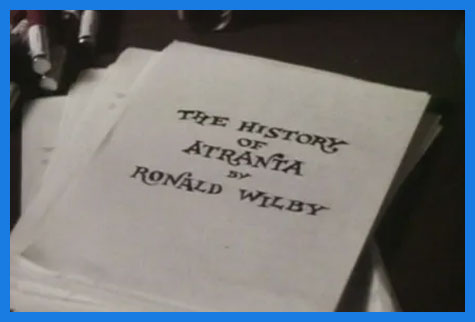 THE HISTORY
OF
ATRANTA
BY
RONALD WILBY